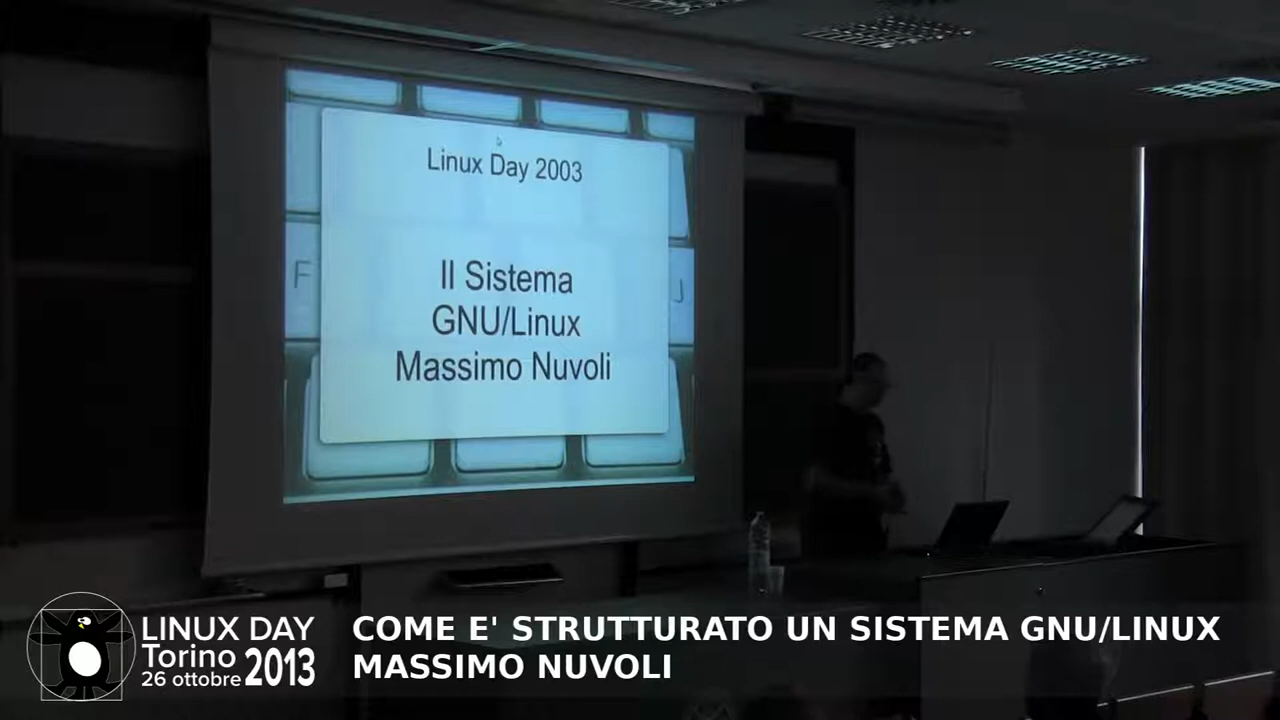 Linux Day 2003
Il Sistema
GNU/Linux
Massimo Nuvoli
F
J
LINUX DAY
Torino
26 ottobre 2013
COME E' STRUTTURATO UN SISTEMA GNU/LINUX
MASSIMO NUVOLI